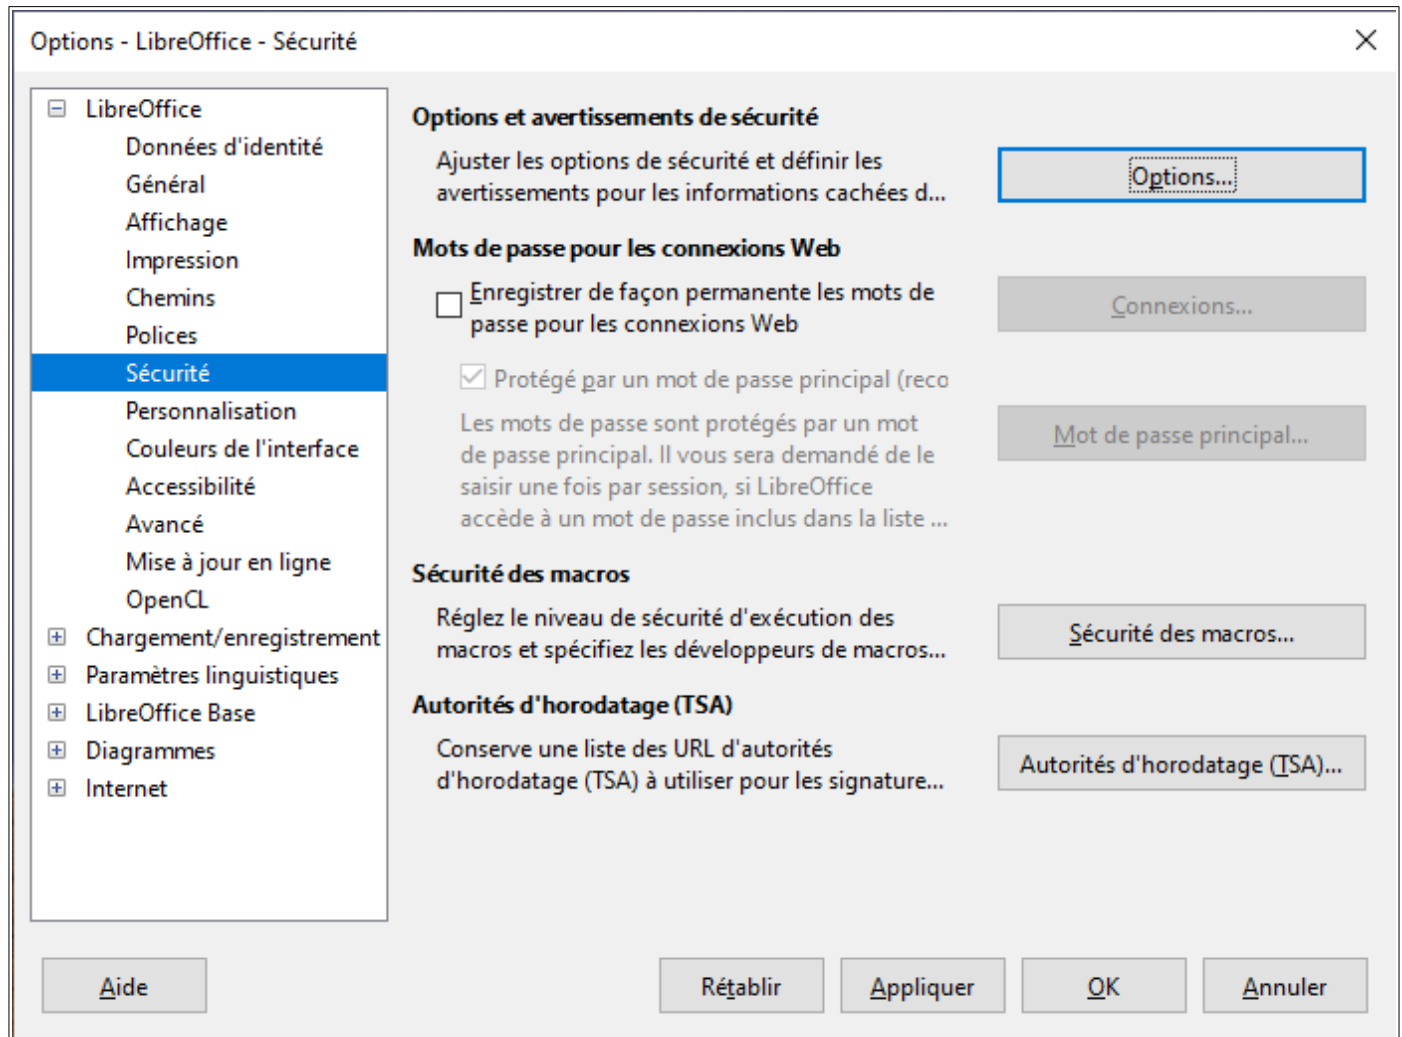 Options - LibreOffice - Sécurité
LibreOffice
Données d'identité
Général
Affichage
Impression
Chemins
Polices
Sécurité
Personnalisation
Couleurs de l'interface
Accessibilité
Avancé
Mise à jour en ligne
OpenCL
Chargement/enregistrement
Paramètres linguistiques
LibreOffice Base
Diagrammes
Internet
Options et avertissements de sécurité
Ajuster les options de sécurité et définir les
avertissements pour les informations cachées d...
Options...
Mots de passe pour les connexions Web
Enregistrer de façon permanente les mots de
passe pour les connexions Web
Connexions...
Protégé par un mot de passe principal (reco
Les mots de passe sont protégés par un mot
de passe principal. Il vous sera demandé de le
saisir une fois par session, si LibreOffice
accède à un mot de passe inclus dans la liste ...
Mot de passe principal...
Sécurité des macros
Réglez le niveau de sécurité d'exécution des
macros et spécifiez les développeurs de macros...
Sécurité des macros...
Autorités d'horodatage (TSA)
Conserve une liste des URL d'autorités
d'horodatage (TSA) à utiliser pour les signature...
Autorités d'horodatage (TSA)...
Aide
Rétablir
Appliquer
OK
Annuler